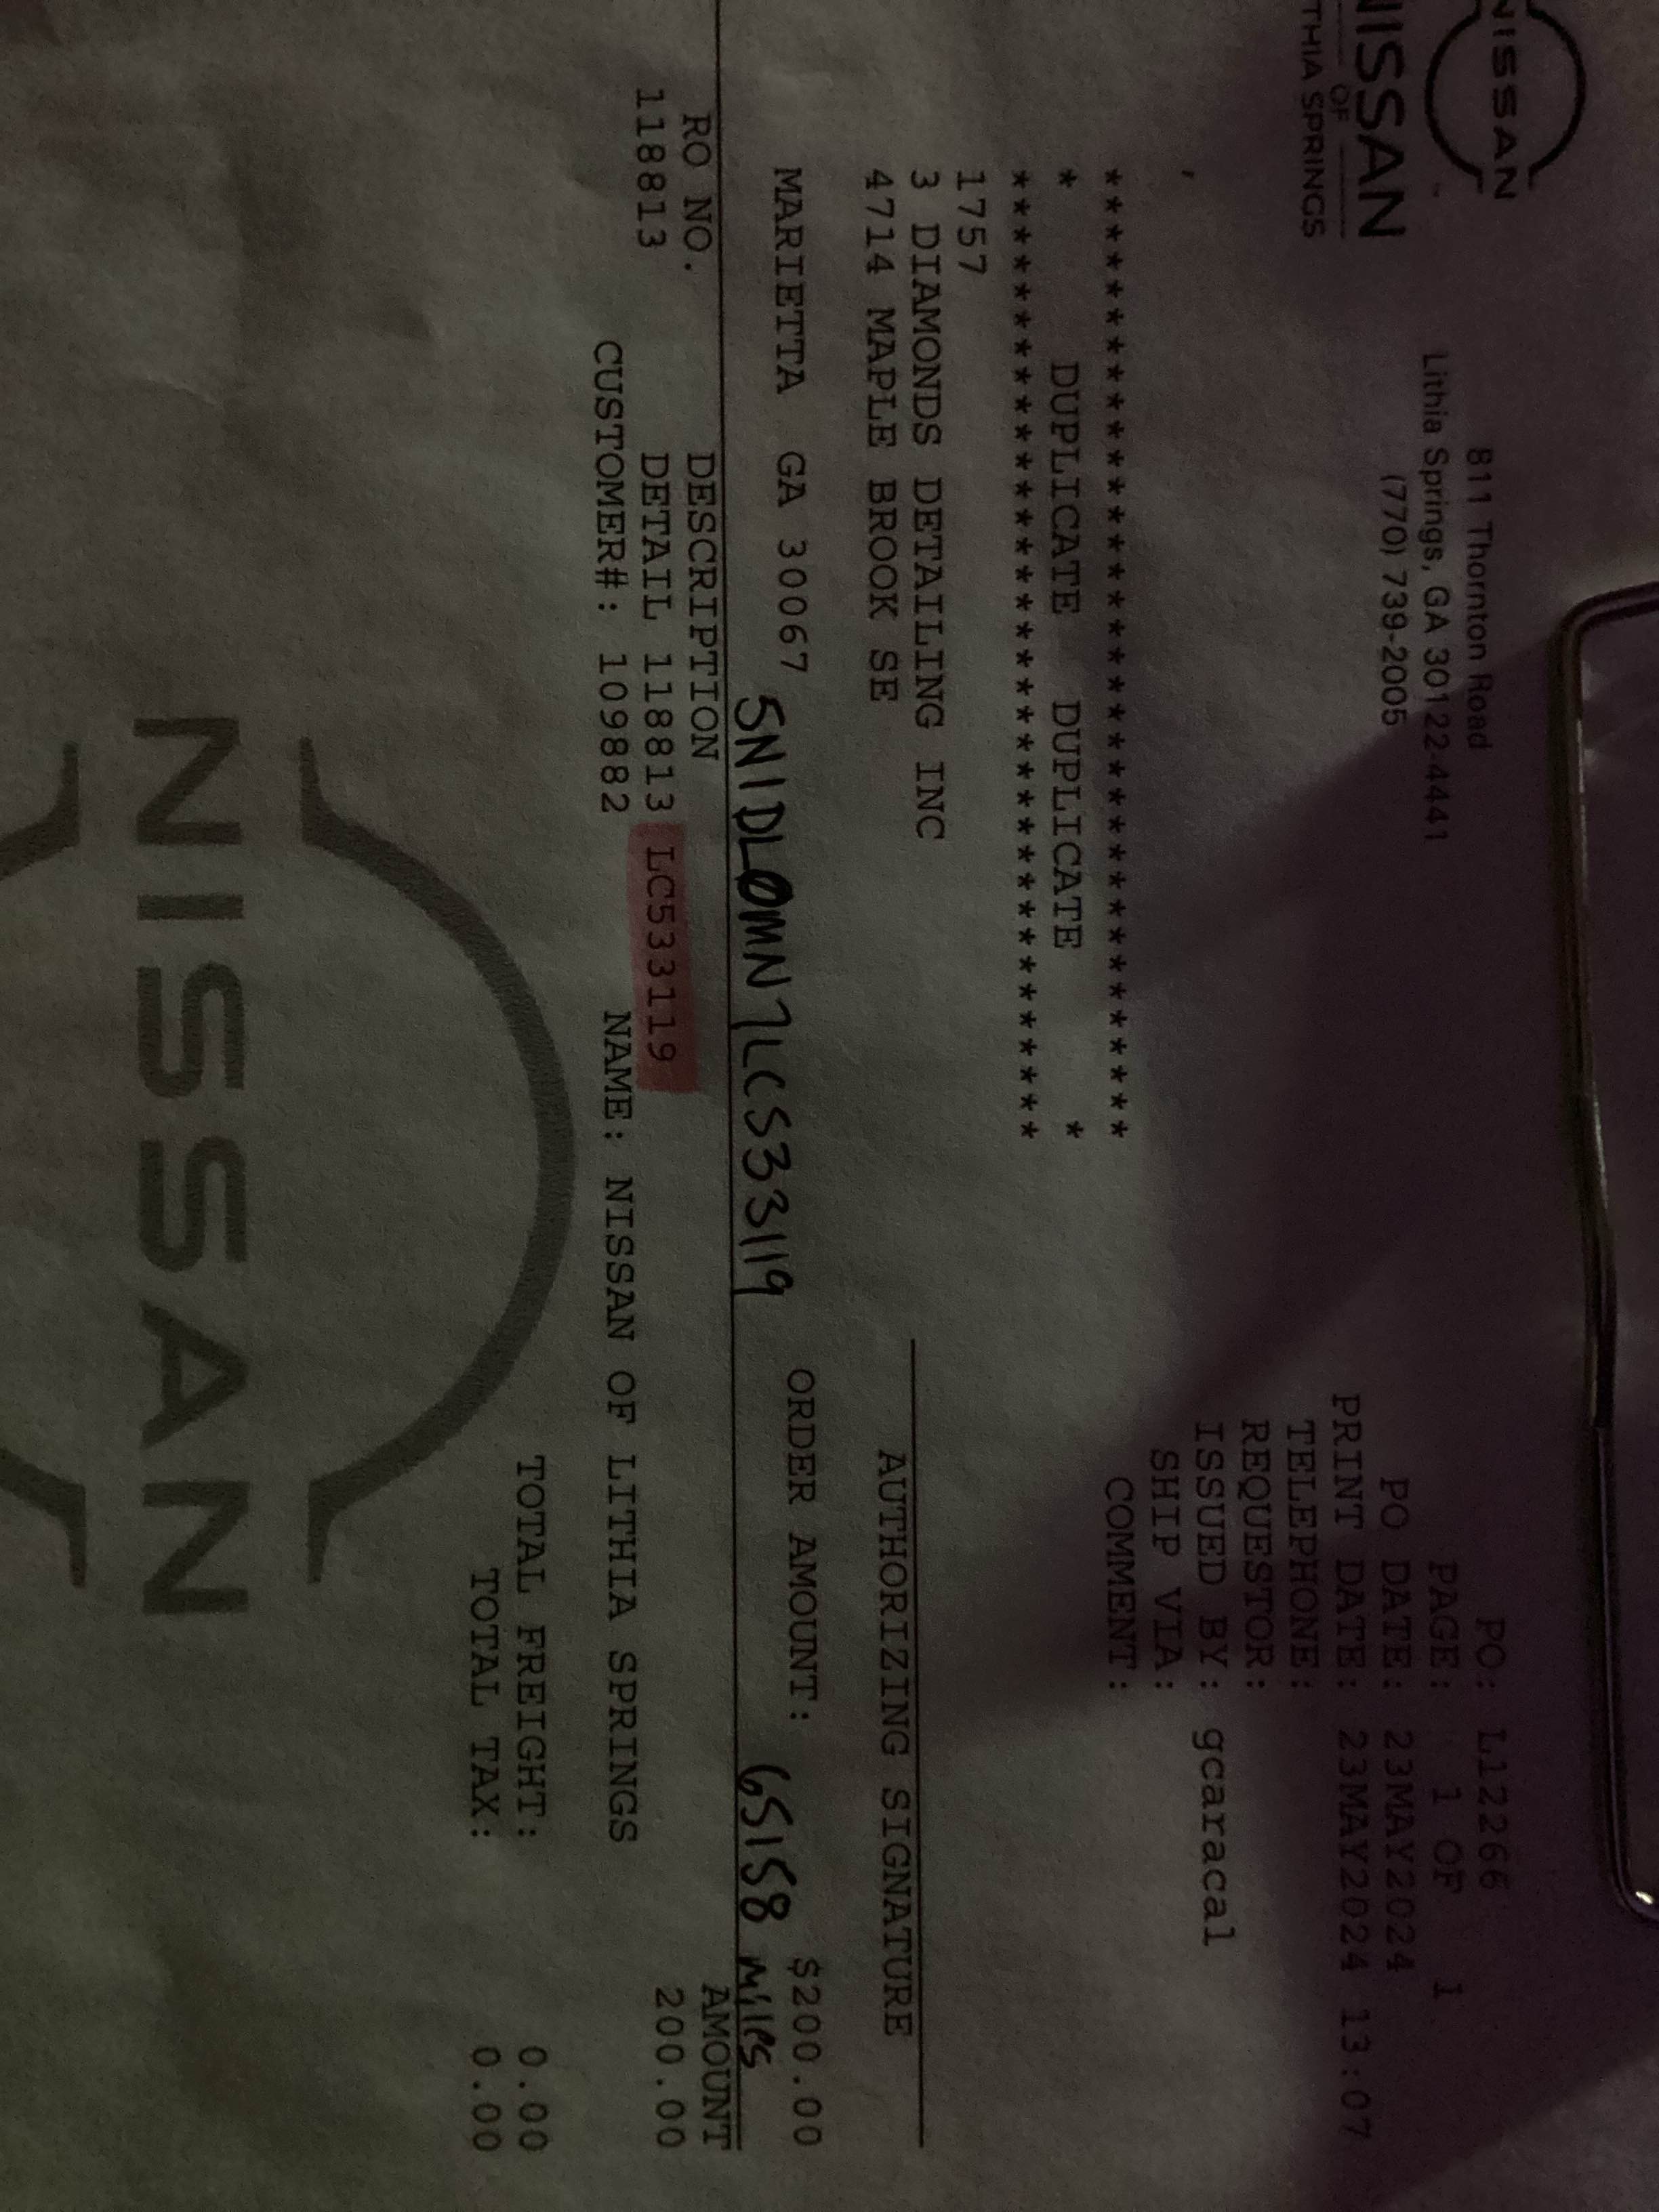 NISSAN
NISSAN
OF
THIA SPRINGS
811 Thornton Road
Lithia Springs, GA 30122-4441
(770) 739-2005
PO: L12266
PAGE: 1 OF 1
PO DATE: 23MAY2024
PRINT DATE: 23MAY2024 13:07
TELEPHONE:
REQUESTOR:
ISSUED BY: gcaracal
SHIP VIA:
COMMENT:
,
***********************************
* DUPLICATE DUPLICATE *
***********************************
1757
3 DIAMONDS DETAILING INC
4714 MAPLE BROOK SE
AUTHORIZING SIGNATURE
MARIETTA GA 30067
ORDER AMOUNT: $200.00
5N1DL0MN7LC533119
65158 miles
RO NO. DESCRIPTION AMOUNT
118813 DETAIL 118813 LC533119 200.00
CUSTOMER#: 109882 NAME: NISSAN OF LITHIA SPRINGS
TOTAL FREIGHT: 0.00
TOTAL TAX: 0.00
NISSAN